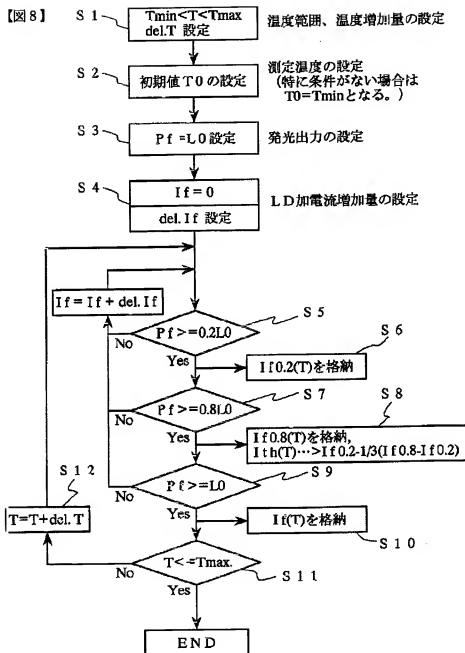 【図8】
S1
Tmin<T<Tmax
del.T 設定
温度範囲、温度増加量の設定
S2
初期値T0の設定
測定温度の設定
(特に条件がない場合は
T0=Tminとなる。)
S3
Pf=L0設定
発光出力の設定
S4
If=0
del.If 設定
LD加電流増加量の設定
If=If+del.If
Pf>=0.2L0
S5
No
Yes
S6
If0.2(T)を格納
S7
Pf>=0.8L0
No
Yes
S8
If0.8(T)を格納,
Ith(T)…>If0.2-1/3(If0.8-If0.2)
S9
Pf>=L0
No
Yes
S12
T=T+del.T
If(T)を格納
S10
T<=Tmax.
No
S11
Yes
END